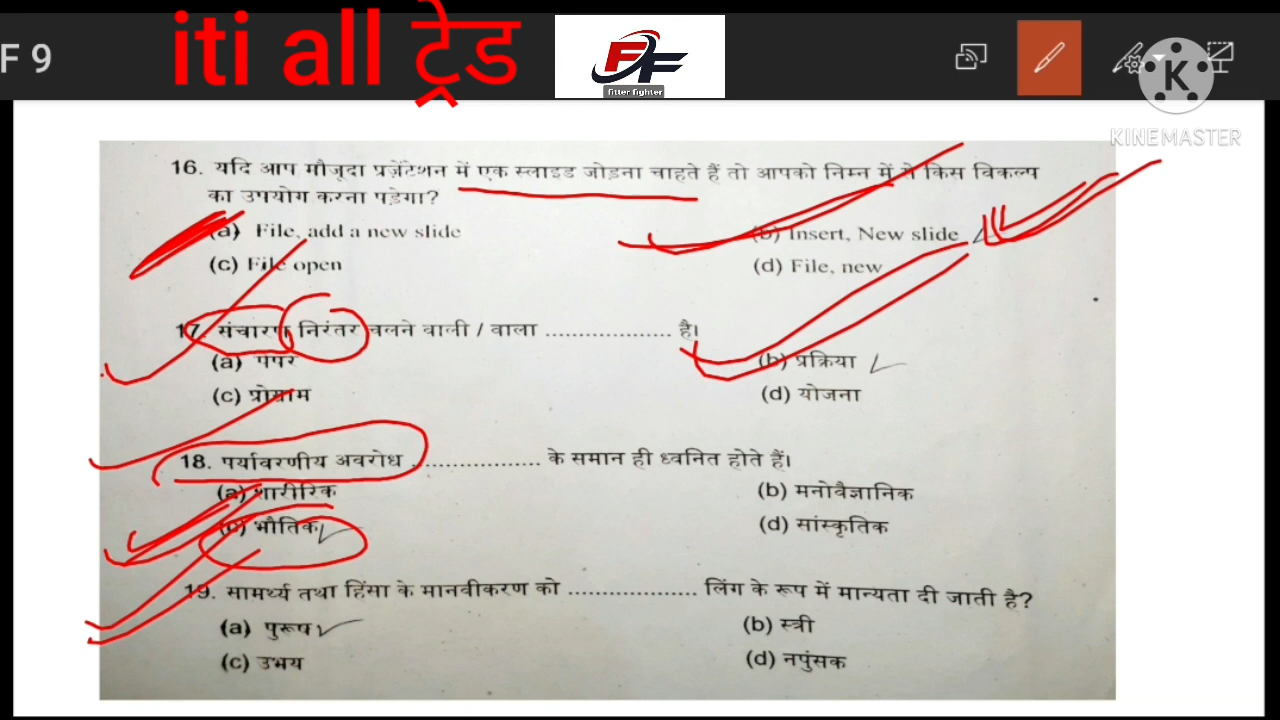 F 9
iti all ट्रेड
FF
fitter fighter
K
KINEMASTER
16. यदि आप मौजूदा प्रज़ेंटेशन में एक स्लाइड जोड़ना चाहते हैं तो आपको निम्न में से किस विकल्प
का उपयोग करना पड़ेगा?
(a) File, add a new slide
(b) Insert, New slide
(c) File open
(d) File, new
17. संचारण निरंतर चलने वाली / वाला .................... है।
(a) पेपर
(b) प्रक्रिया
(c) प्रोग्राम
(d) योजना
18. पर्यावरणीय अवरोध .................... के समान ही ध्वनित होते हैं।
(a) शारीरिक
(b) मनोवैज्ञानिक
(c) भौतिक
(d) सांस्कृतिक
19. सामर्थ्य तथा हिंसा के मानवीकरण को .................... लिंग के रूप में मान्यता दी जाती है?
(a) पुरूष
(b) स्त्री
(c) उभय
(d) नपुंसक